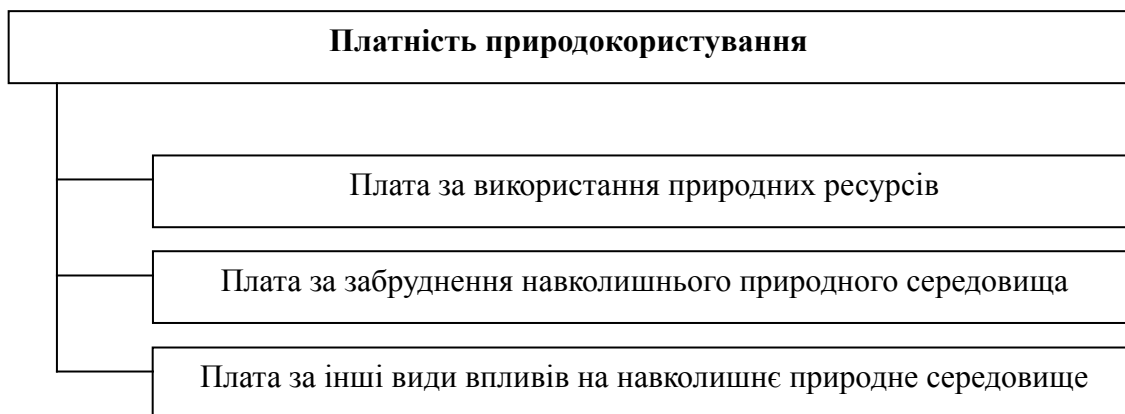 Платність природокористування
Плата за використання природних ресурсів
Плата за забруднення навколишнього природного середовища
Плата за інші види впливів на навколишнє природне середовище